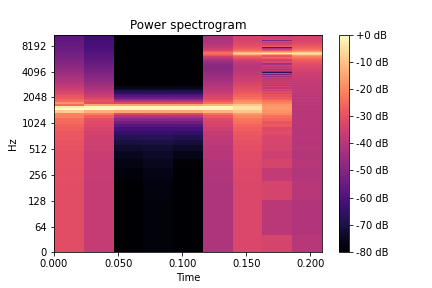 Power spectrogram
8192
4096
2048
1024
512
256
128
64
0
Hz
0.000 0.050 0.100 0.150 0.200
Time
+0 dB
-10 dB
-20 dB
-30 dB
-40 dB
-50 dB
-60 dB
-70 dB
-80 dB